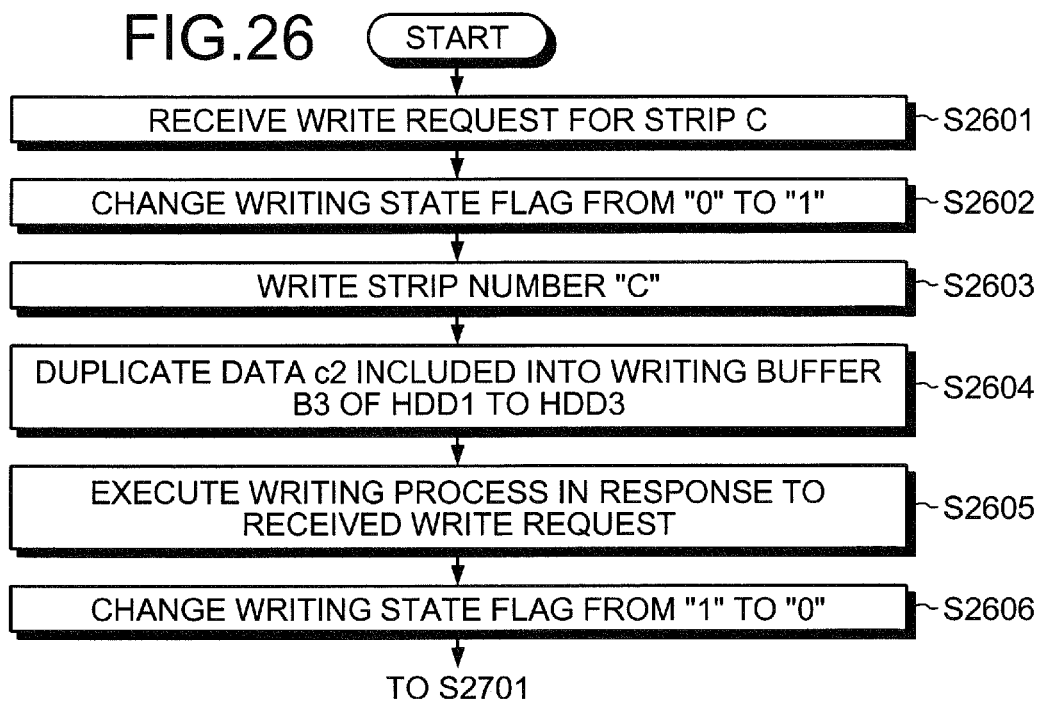 FIG.26
START
RECEIVE WRITE REQUEST FOR STRIP C
S2601
CHANGE WRITING STATE FLAG FROM "0" TO "1"
S2602
WRITE STRIP NUMBER "C"
S2603
DUPLICATE DATA c2 INCLUDED INTO WRITING BUFFER
B3 OF HDD1 TO HDD3
S2604
EXECUTE WRITING PROCESS IN RESPONSE TO
RECEIVED WRITE REQUEST
S2605
CHANGE WRITING STATE FLAG FROM "1" TO "0"
S2606
TO S2701